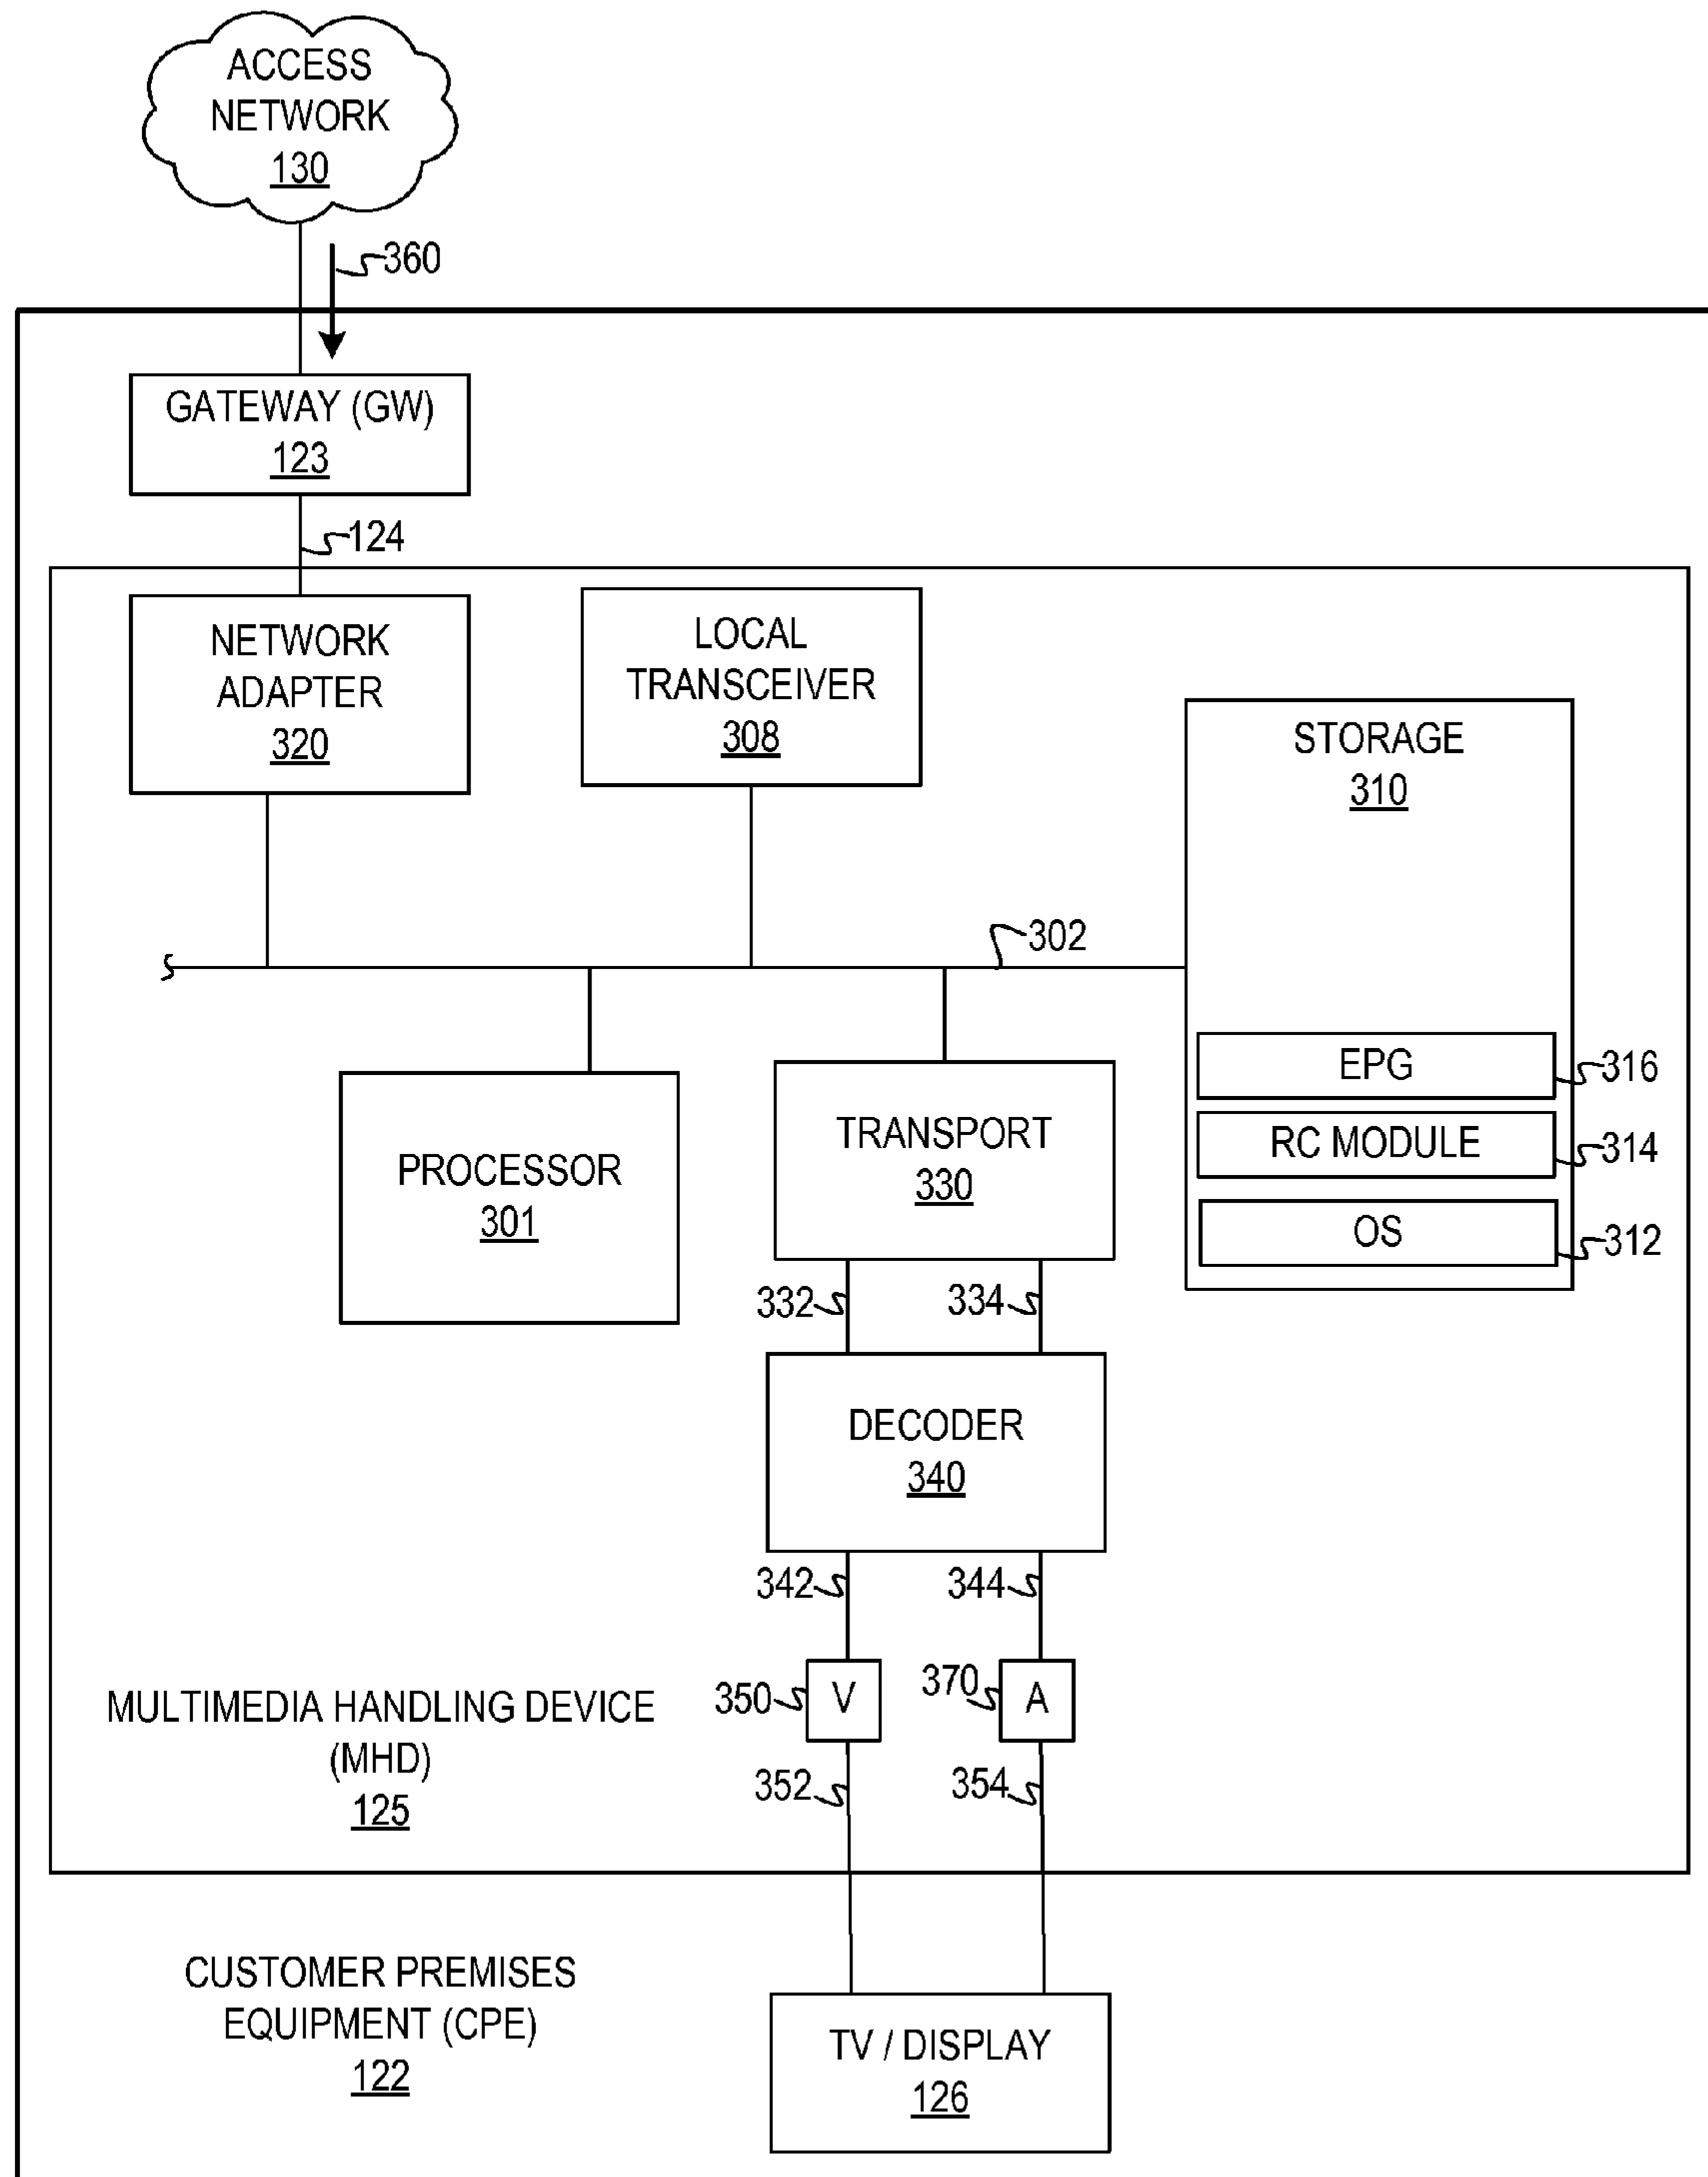 ACCESS
NETWORK
130
360
GATEWAY (GW)
123
124
NETWORK
ADAPTER
320
LOCAL
TRANSCEIVER
308
STORAGE
310
302
EPG
316
RC MODULE
314
OS
312
PROCESSOR
301
TRANSPORT
330
332
334
DECODER
340
342
344
350
V
370
A
352
354
MULTIMEDIA HANDLING DEVICE
(MHD)
125
CUSTOMER PREMISES
EQUIPMENT (CPE)
122
TV / DISPLAY
126